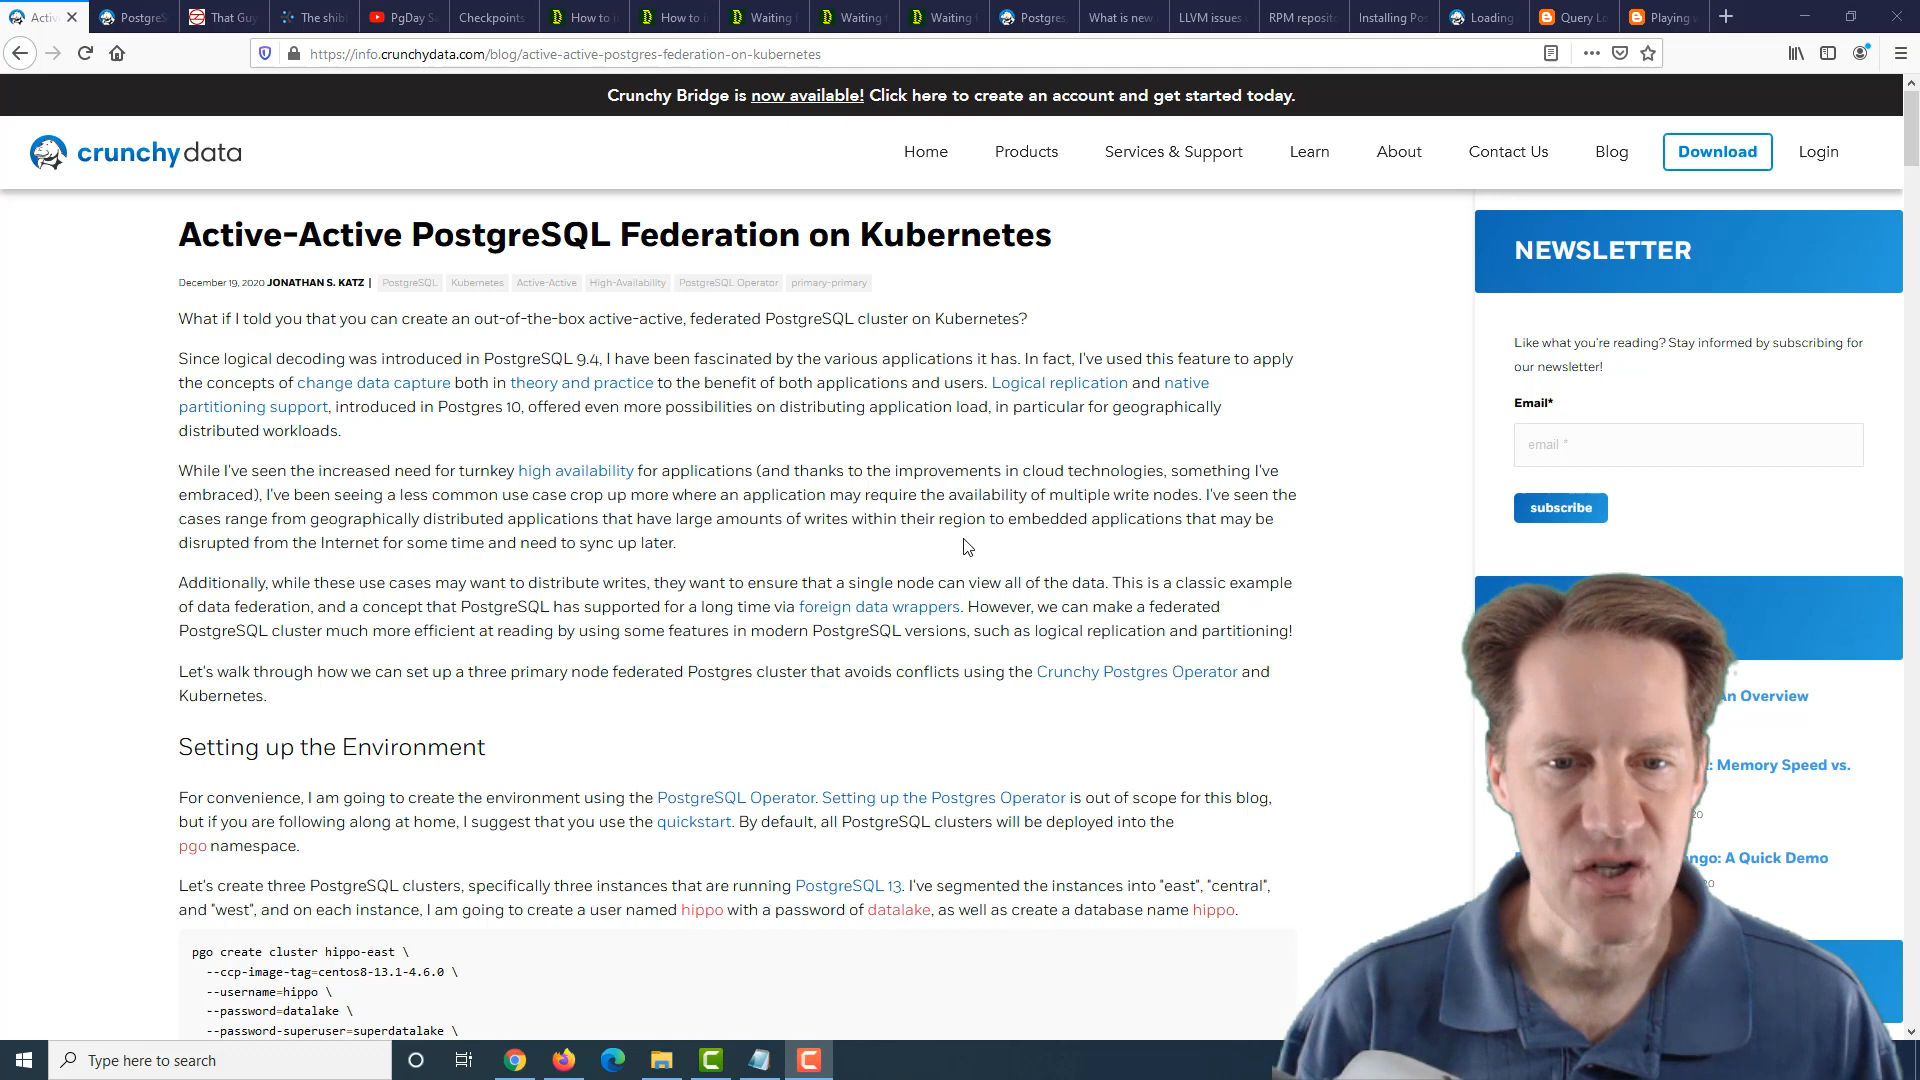 Activ
PostgreS
That Guy
The shib
PgDay Sa
Checkpoints
How to i
How to i
Waiting f
Waiting f
Waiting f
Postgres
What is new
LLVM issues
RPM reposito
Installing Po
Loading
Query Lo
Playing w
https://info.crunchydata.com/blog/active-active-postgres-federation-on-kubernetes
Crunchy Bridge is now available! Click here to create an account and get started today.
crunchydata
Home
Products
Services & Support
Learn
About
Contact Us
Blog
Download
Login
Active-Active PostgreSQL Federation on Kubernetes
December 19, 2020 JONATHAN S. KATZ | PostgreSQL Kubernetes Active-Active High-Availability PostgreSQL Operator primary-primary
What if I told you that you can create an out-of-the-box active-active, federated PostgreSQL cluster on Kubernetes?
Since logical decoding was introduced in PostgreSQL 9.4, I have been fascinated by the various applications it has. In fact, I've used this feature to apply
the concepts of change data capture both in theory and practice to the benefit of both applications and users. Logical replication and native
partitioning support, introduced in Postgres 10, offered even more possibilities on distributing application load, in particular for geographically
distributed workloads.
While I've seen the increased need for turnkey high availability for applications (and thanks to the improvements in cloud technologies, something I've
embraced), I've been seeing a less common use case crop up more where an application may require the availability of multiple write nodes. I've seen the
cases range from geographically distributed applications that have large amounts of writes within their region to embedded applications that may be
disrupted from the Internet for some time and need to sync up later.
Additionally, while these use cases may want to distribute writes, they want to ensure that a single node can view all of the data. This is a classic example
of data federation, and a concept that PostgreSQL has supported for a long time via foreign data wrappers. However, we can make a federated
PostgreSQL cluster much more efficient at reading by using some features in modern PostgreSQL versions, such as logical replication and partitioning!
Let's walk through how we can set up a three primary node federated Postgres cluster that avoids conflicts using the Crunchy Postgres Operator and
Kubernetes.
Setting up the Environment
For convenience, I am going to create the environment using the PostgreSQL Operator. Setting up the Postgres Operator is out of scope for this blog,
but if you are following along at home, I suggest that you use the quickstart. By default, all PostgreSQL clusters will be deployed into the
pgo namespace.
Let's create three PostgreSQL clusters, specifically three instances that are running PostgreSQL 13. I've segmented the instances into "east", "central",
and "west", and on each instance, I am going to create a user named hippo with a password of datalake, as well as create a database name hippo.
pgo create cluster hippo-east \
--ccp-image-tag=centos8-13.1-4.6.0 \
--username=hippo \
--password=datalake \
--password-superuser=superdatalake \
NEWSLETTER
Like what you're reading? Stay informed by subscribing for
our newsletter!
Email*
email *
subscribe
An Overview
: Memory Speed vs.
20
ngo: A Quick Demo
20
Type here to search